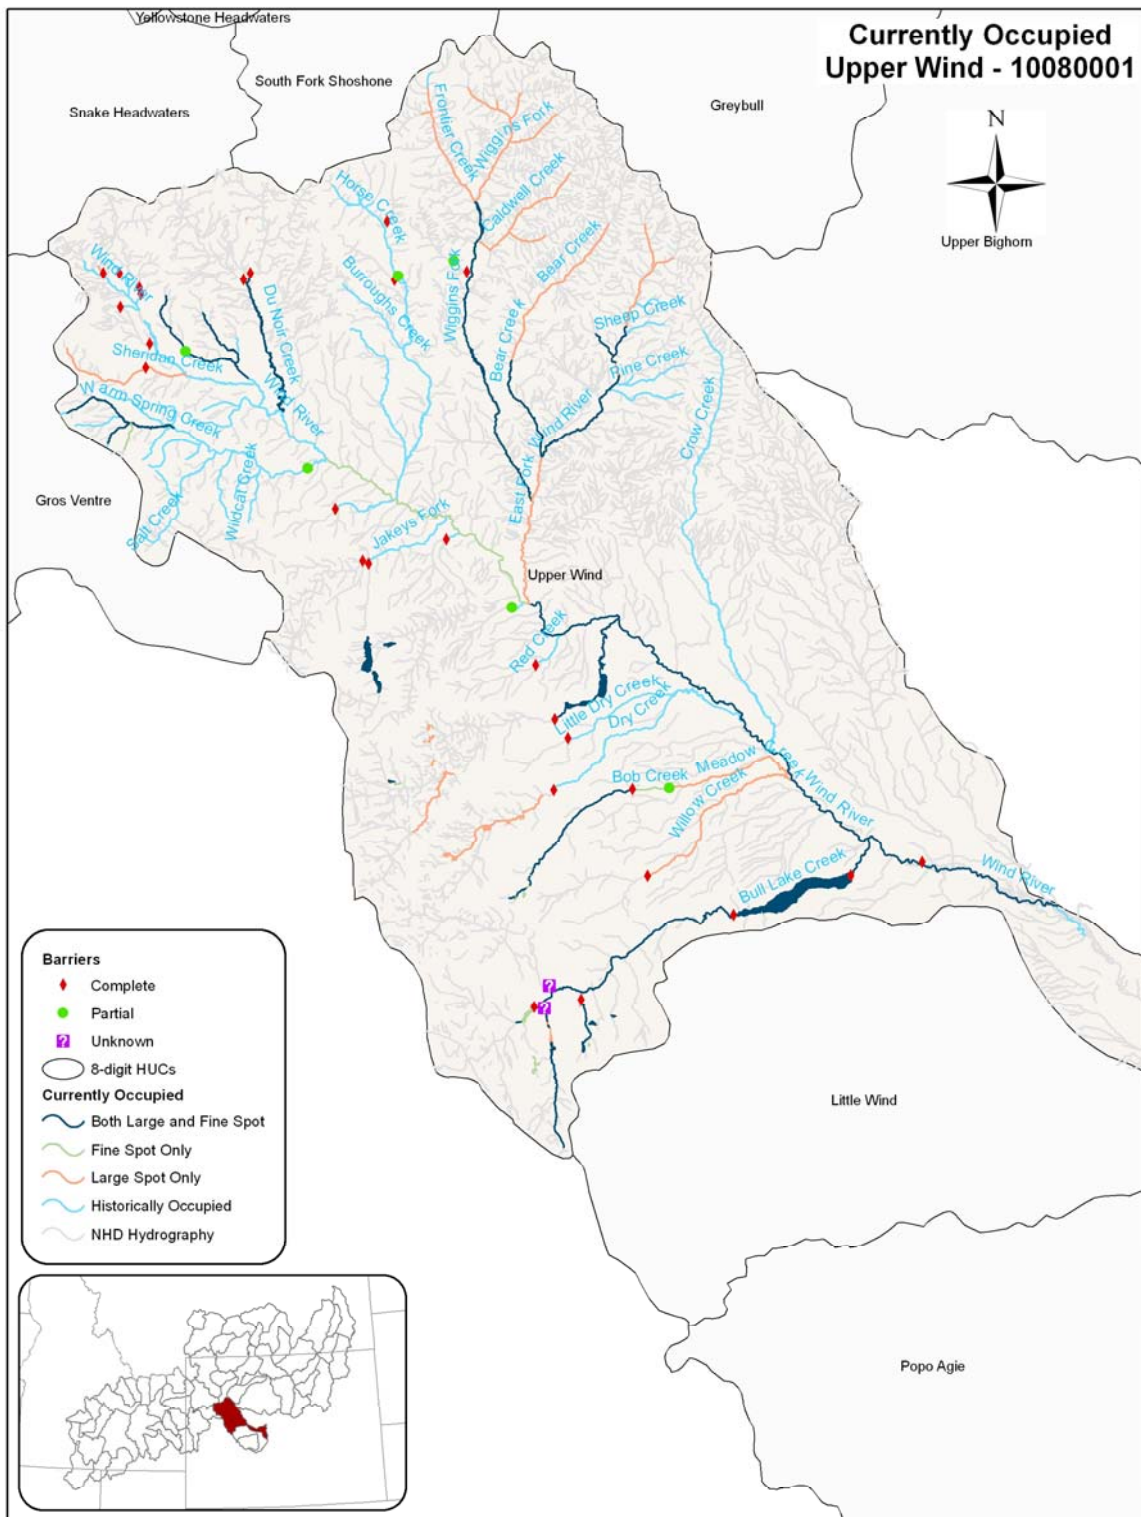 Yellowstone Headwaters
Currently Occupied
Upper Wind - 10080001
South Fork Shoshone
Snake Headwaters
Greybull
N
Upper Bighorn
Frontier Creek
Wiggins Fork
Caldwell Creek
Horse Creek
Bear Creek
Wind River
Burroughs Creek
Wiggins Fork
Du Noir Creek
Sheep Creek
Bear Creek
Sheridan Creek
Pine Creek
Warm Spring Creek
Wind River
East Fork Wind River
Crow Creek
Gros Ventre
Salt Creek
Wildcat Creek
Jakeys Fork
Upper Wind
Red Creek
Little Dry Creek
Dry Creek
Bob Creek
Meadow Creek
Willow Creek
Wind River
Bull Lake Creek
Wind River
Barriers
Complete
Partial
? Unknown
8-digit HUCs
Currently Occupied
Both Large and Fine Spot
Fine Spot Only
Large Spot Only
Historically Occupied
NHD Hydrography
?
?
Little Wind
Popo Agie